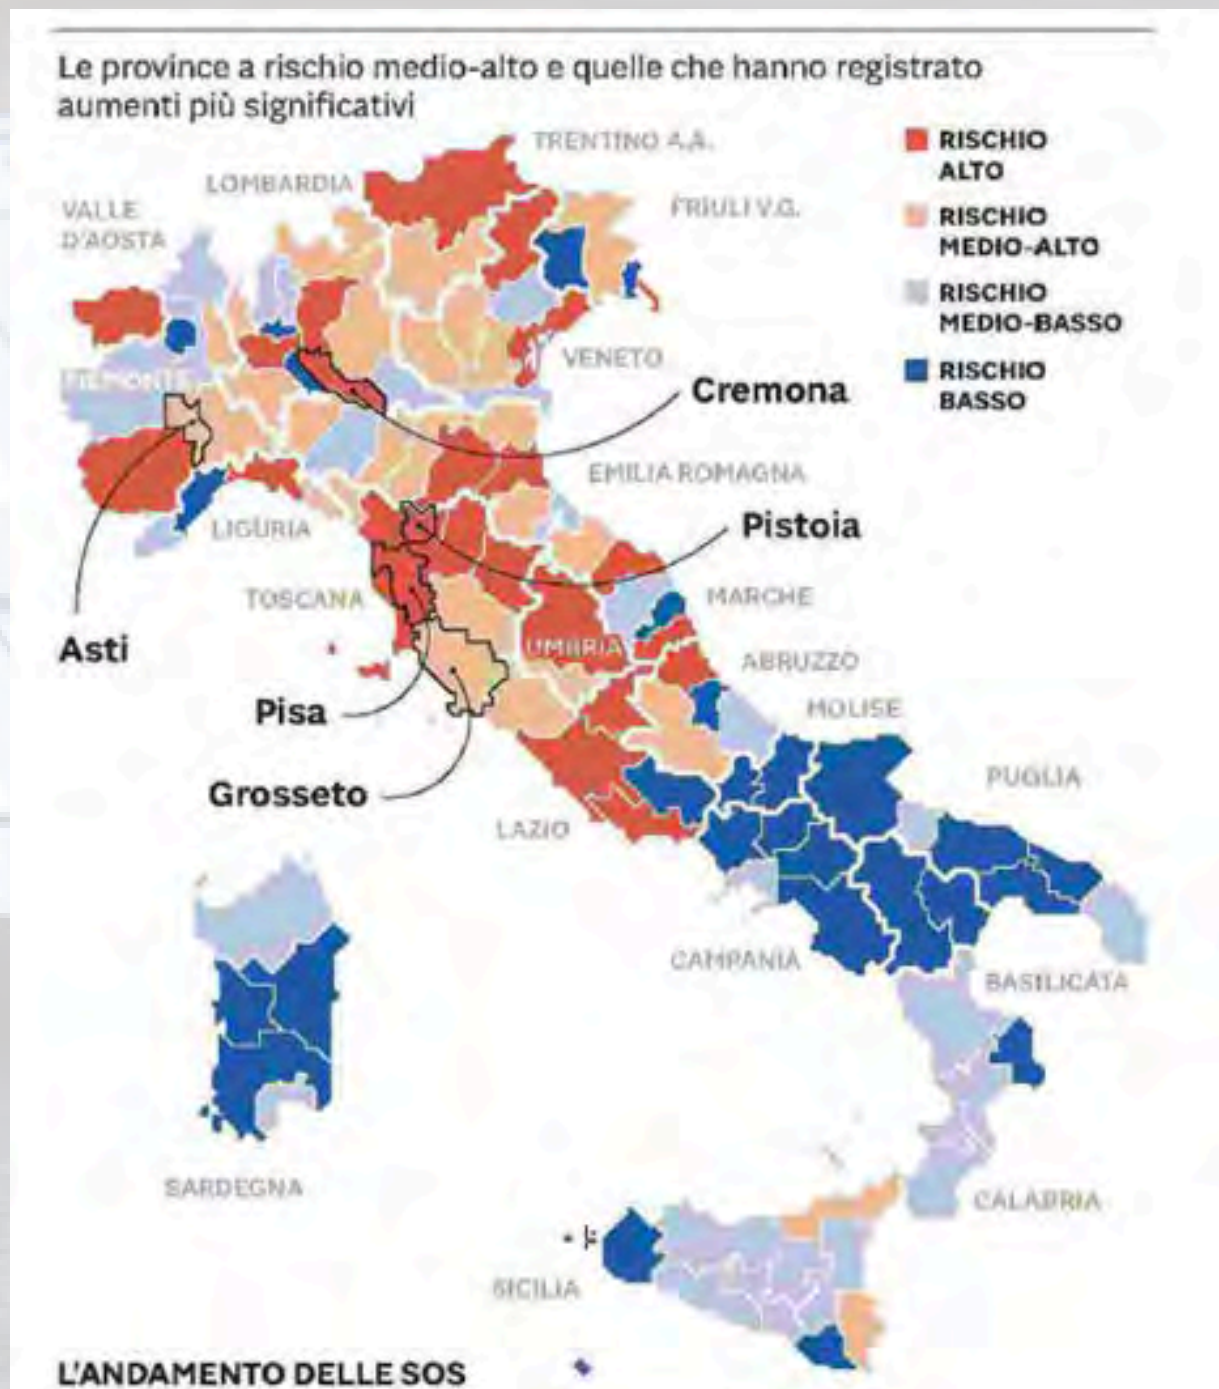 Le province a rischio medio-alto e quelle che hanno registrato
aumenti più significativi
TRENTINO A.A.
LOMBARDIA
VALLE
D'AOSTA
FRIULI V.G.
RISCHIO
ALTO
RISCHIO
MEDIO-ALTO
RISCHIO
MEDIO-BASSO
RISCHIO
BASSO
VENETO
PIEMONTE
Cremona
EMILIA ROMAGNA
LIGURIA
Pistoia
TOSCANA
MARCHE
Asti
UMBRIA
ABRUZZO
Pisa
MOLISE
Grosseto
PUGLIA
LAZIO
CAMPANIA
BASILICATA
SARDEGNA
CALABRIA
SICILIA
L'ANDAMENTO DELLE SOS